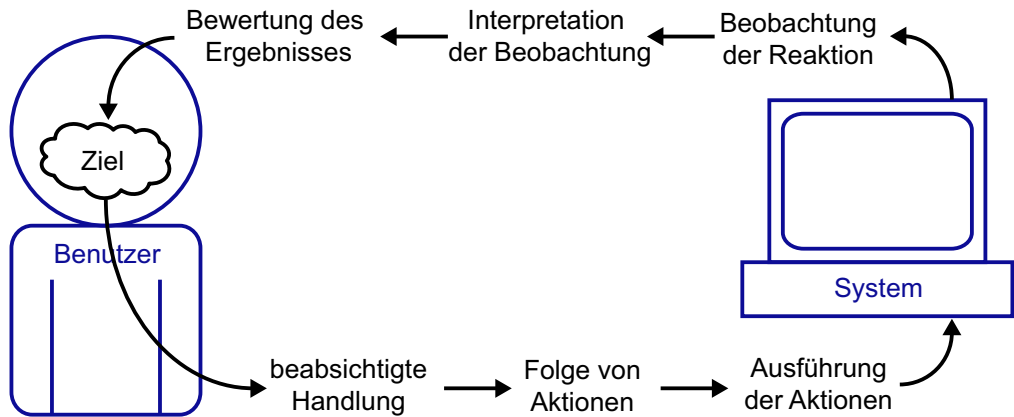 Bewertung des
Ergebnisses
Interpretation
der Beobachtung
Beobachtung
der Reaktion
Ziel
Benutzer
System
beabsichtigte
Handlung
Folge von
Aktionen
Ausführung
der Aktionen